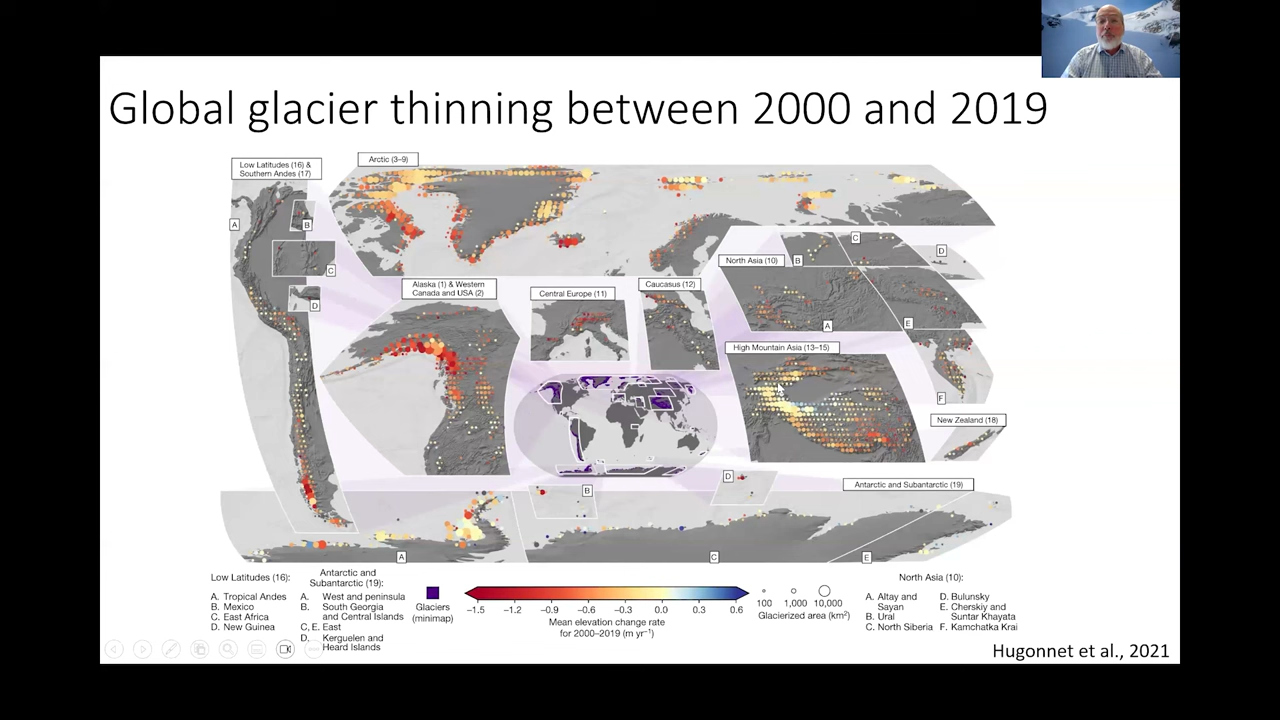 Global glacier thinning between 2000 and 2019
Low Latitudes (16) &
Southern Andes (17)
Arctic (3–9)
A
B
C
D
Alaska (1) & Western
Canada and USA (2)
Central Europe (11)
Caucasus (12)
North Asia (10)
B
C
D
A
E
F
High Mountain Asia (13–15)
New Zealand (18)
Antarctic and Subantarctic (19)
A
B
C
D
E
Low Latitudes (16):
A. Tropical Andes
B. Mexico
C. East Africa
D. New Guinea
Antarctic and
Subantarctic (19):
A. West and peninsula
B. South Georgia
and Central Islands
C, E. East
D. Kerguelen and
Heard Islands
Glaciers
(minimap)
−1.5 −1.2 −0.9 −0.6 −0.3 0.0 0.3 0.6
Mean elevation change rate
for 2000–2019 (m yr⁻¹)
100 1,000 10,000
Glacierized area (km²)
North Asia (10):
A. Altay and
Sayan
B. Ural
C. North Siberia
D. Bulunsky
E. Cherskiy and
Suntar Khayata
F. Kamchatka Krai
Hugonnet et al., 2021